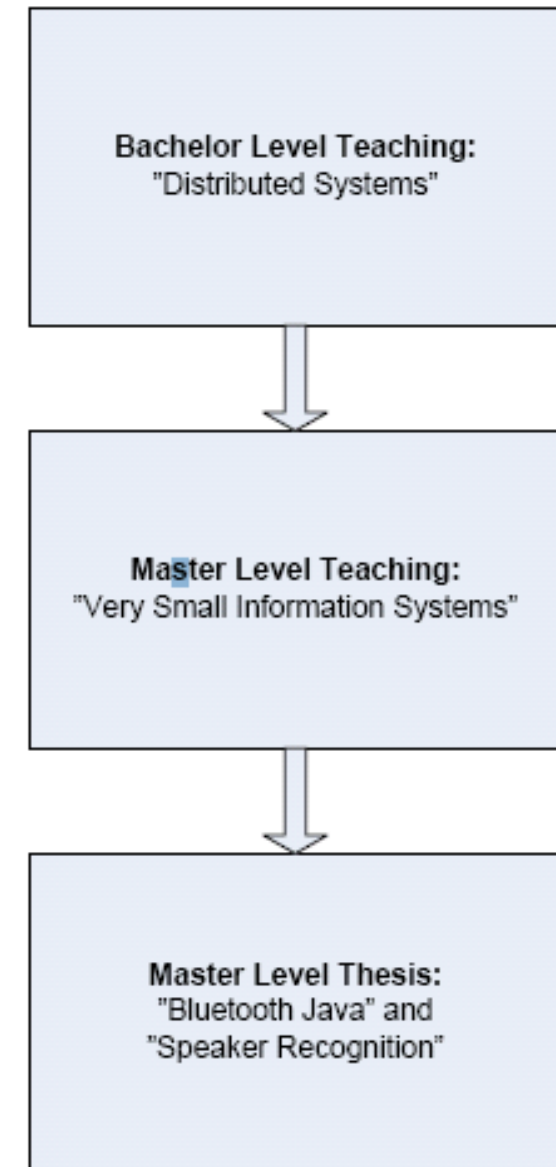 Bachelor Level Teaching:
”Distributed Systems”
Master Level Teaching:
”Very Small Information Systems”
Master Level Thesis:
”Bluetooth Java” and
”Speaker Recognition”